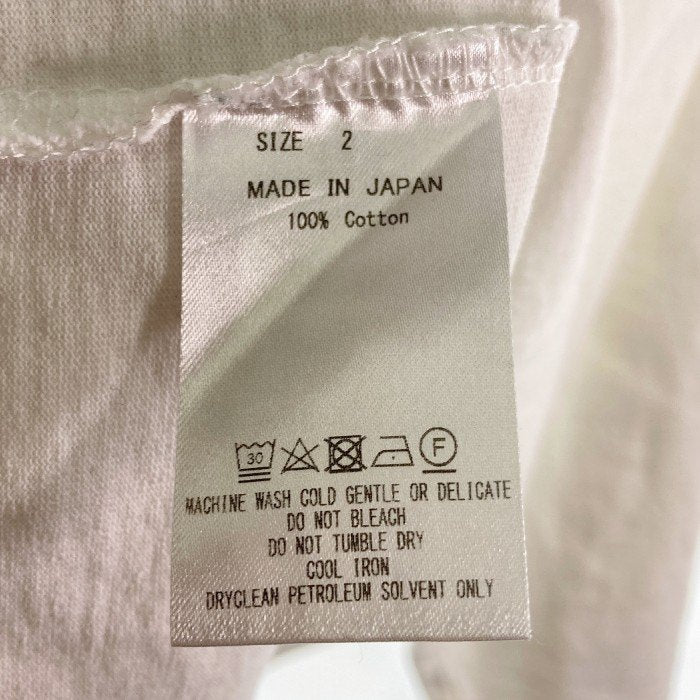 SIZE 2
MADE IN JAPAN
100% Cotton
30 F
MACHINE WASH COLD GENTLE OR DELICATE
DO NOT BLEACH
DO NOT TUMBLE DRY
COOL IRON
DRYCLEAN PETROLEUM SOLVENT ONLY